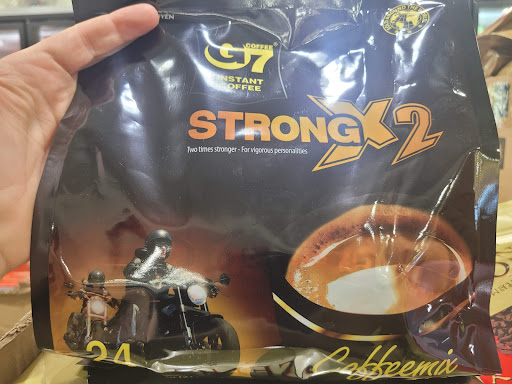 COFFEE
G7
INSTANT
COFFEE
STRONG X2
Two times stronger - For vigorous personalities
24
Coffeemix